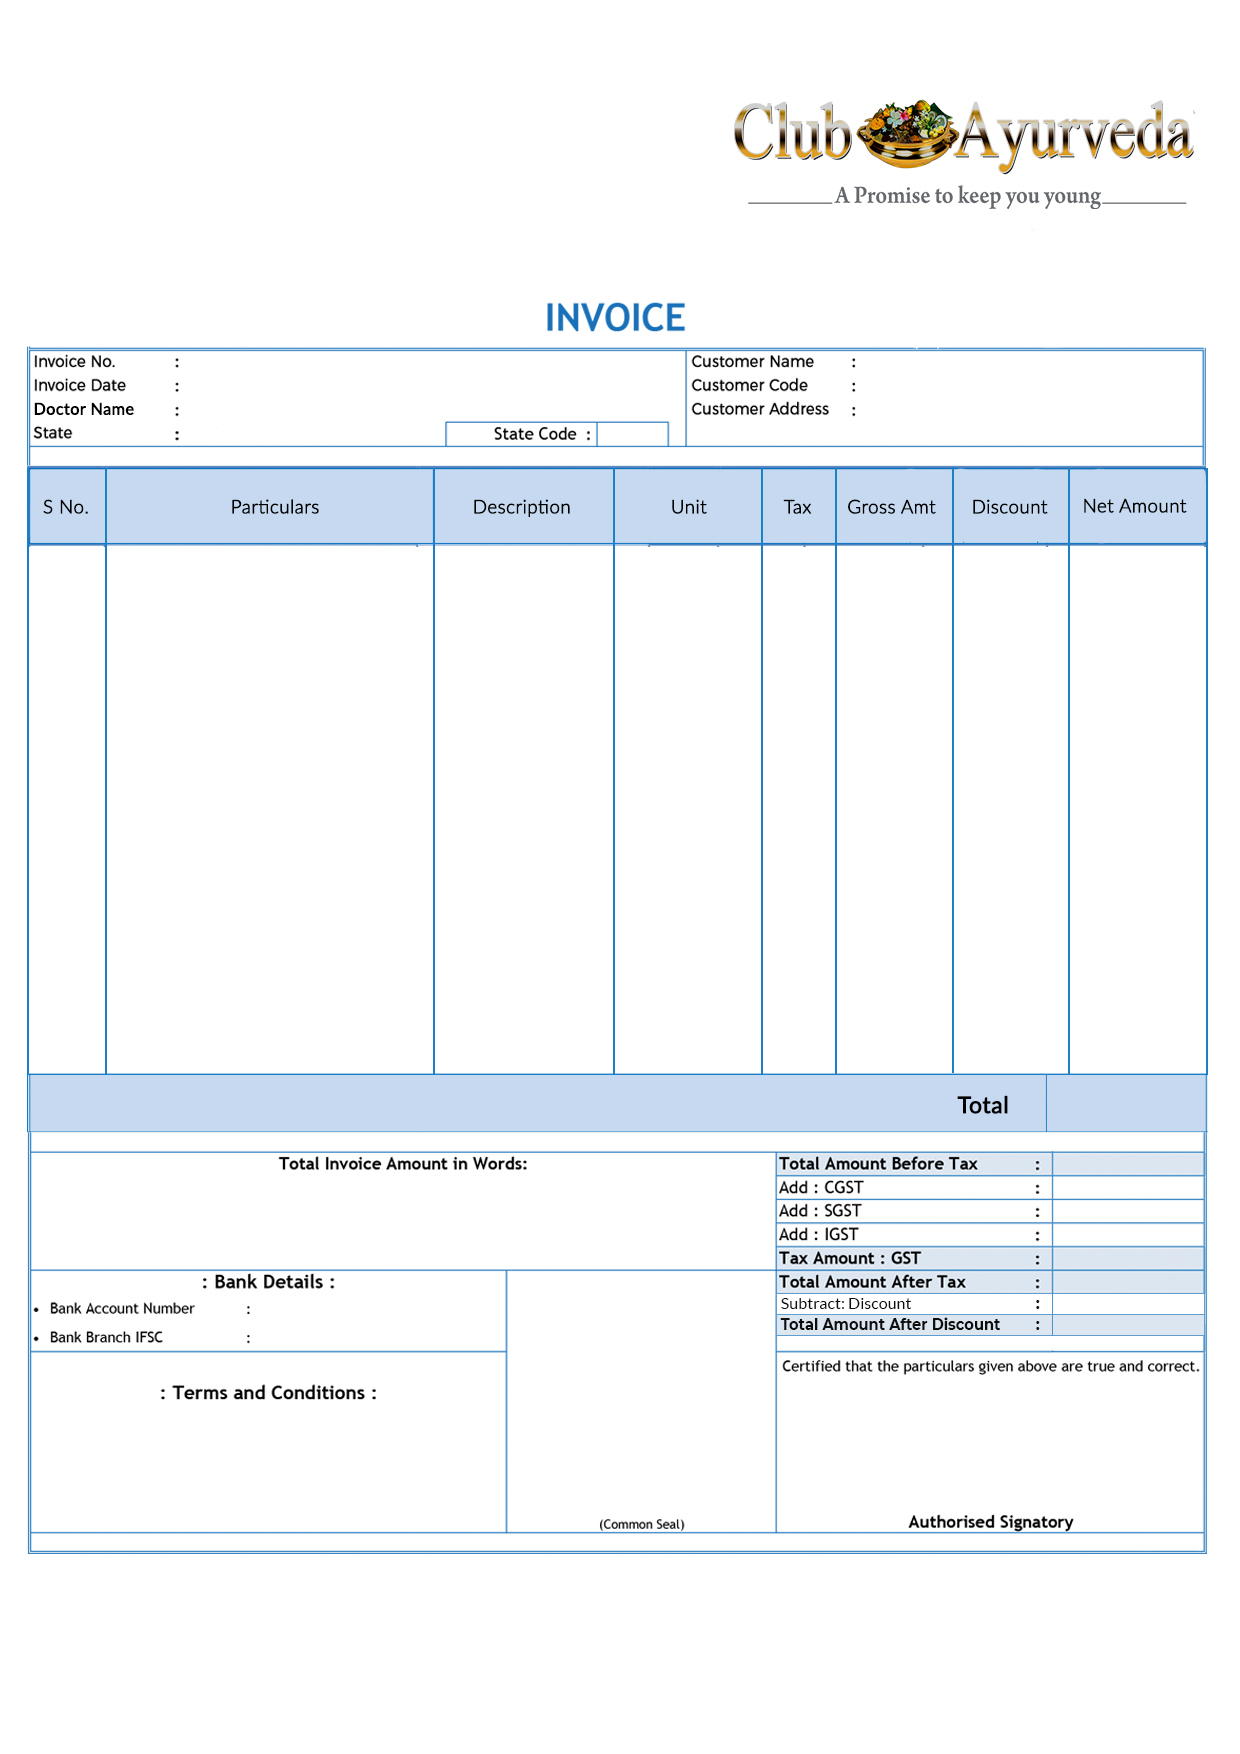 Club Ayurveda
A Promise to keep you young
INVOICE
Invoice No. :
Invoice Date :
Doctor Name :
State :
State Code :
Customer Name :
Customer Code :
Customer Address :
S No. Particulars Description Unit Tax Gross Amt Discount Net Amount
Total
Total Invoice Amount in Words:
Total Amount Before Tax :
Add : CGST :
Add : SGST :
Add : IGST :
Tax Amount : GST :
Total Amount After Tax :
Subtract: Discount :
Total Amount After Discount :
: Bank Details :
• Bank Account Number :
• Bank Branch IFSC :
: Terms and Conditions :
(Common Seal)
Certified that the particulars given above are true and correct.
Authorised Signatory